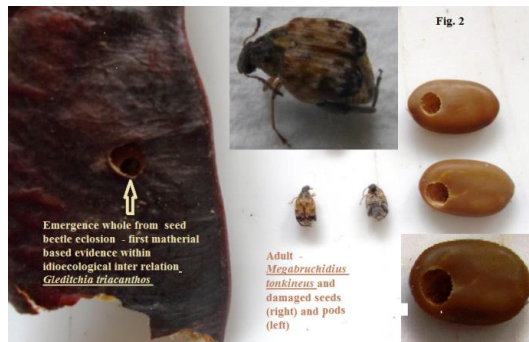 Fig. 2
Emergence whole from seed
beetle eclosion - first matherial
based evidence within
idioecological inter relation
Gleditchia triacanthos
Adult -
Megabruchidius
tonkineus and
damaged seeds
(right) and pods
(left)